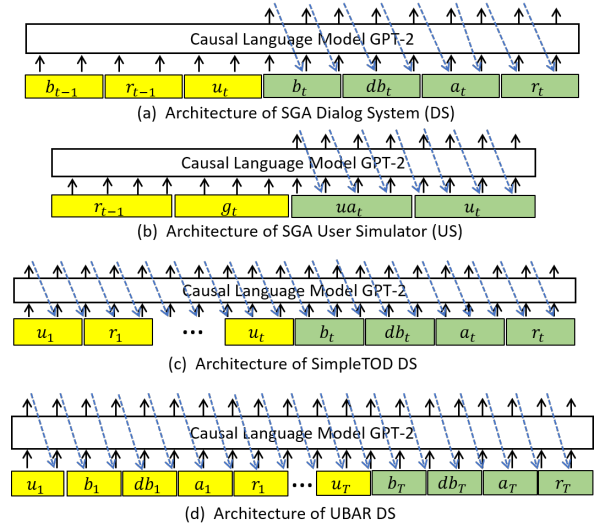 Causal Language Model GPT-2
b_{t-1} r_{t-1} u_t b_t db_t a_t r_t
(a) Architecture of SGA Dialog System (DS)
Causal Language Model GPT-2
r_{t-1} g_t ua_t u_t
(b) Architecture of SGA User Simulator (US)
Causal Language Model GPT-2
u_1 r_1 ... u_t b_t db_t a_t r_t
(c) Architecture of SimpleTOD DS
Causal Language Model GPT-2
u_1 b_1 db_1 a_1 r_1 ... u_T b_T db_T a_T r_T
(d) Architecture of UBAR DS